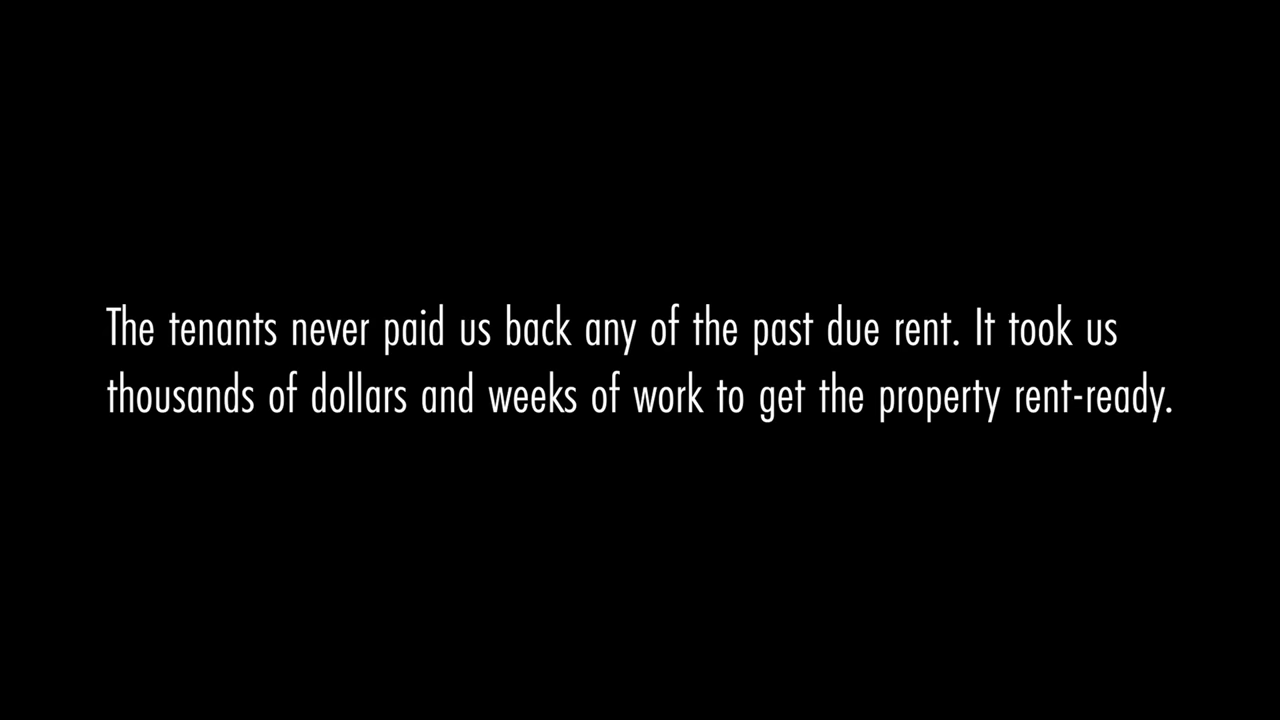 The tenants never paid us back any of the past due rent. It took us
thousands of dollars and weeks of work to get the property rent-ready.